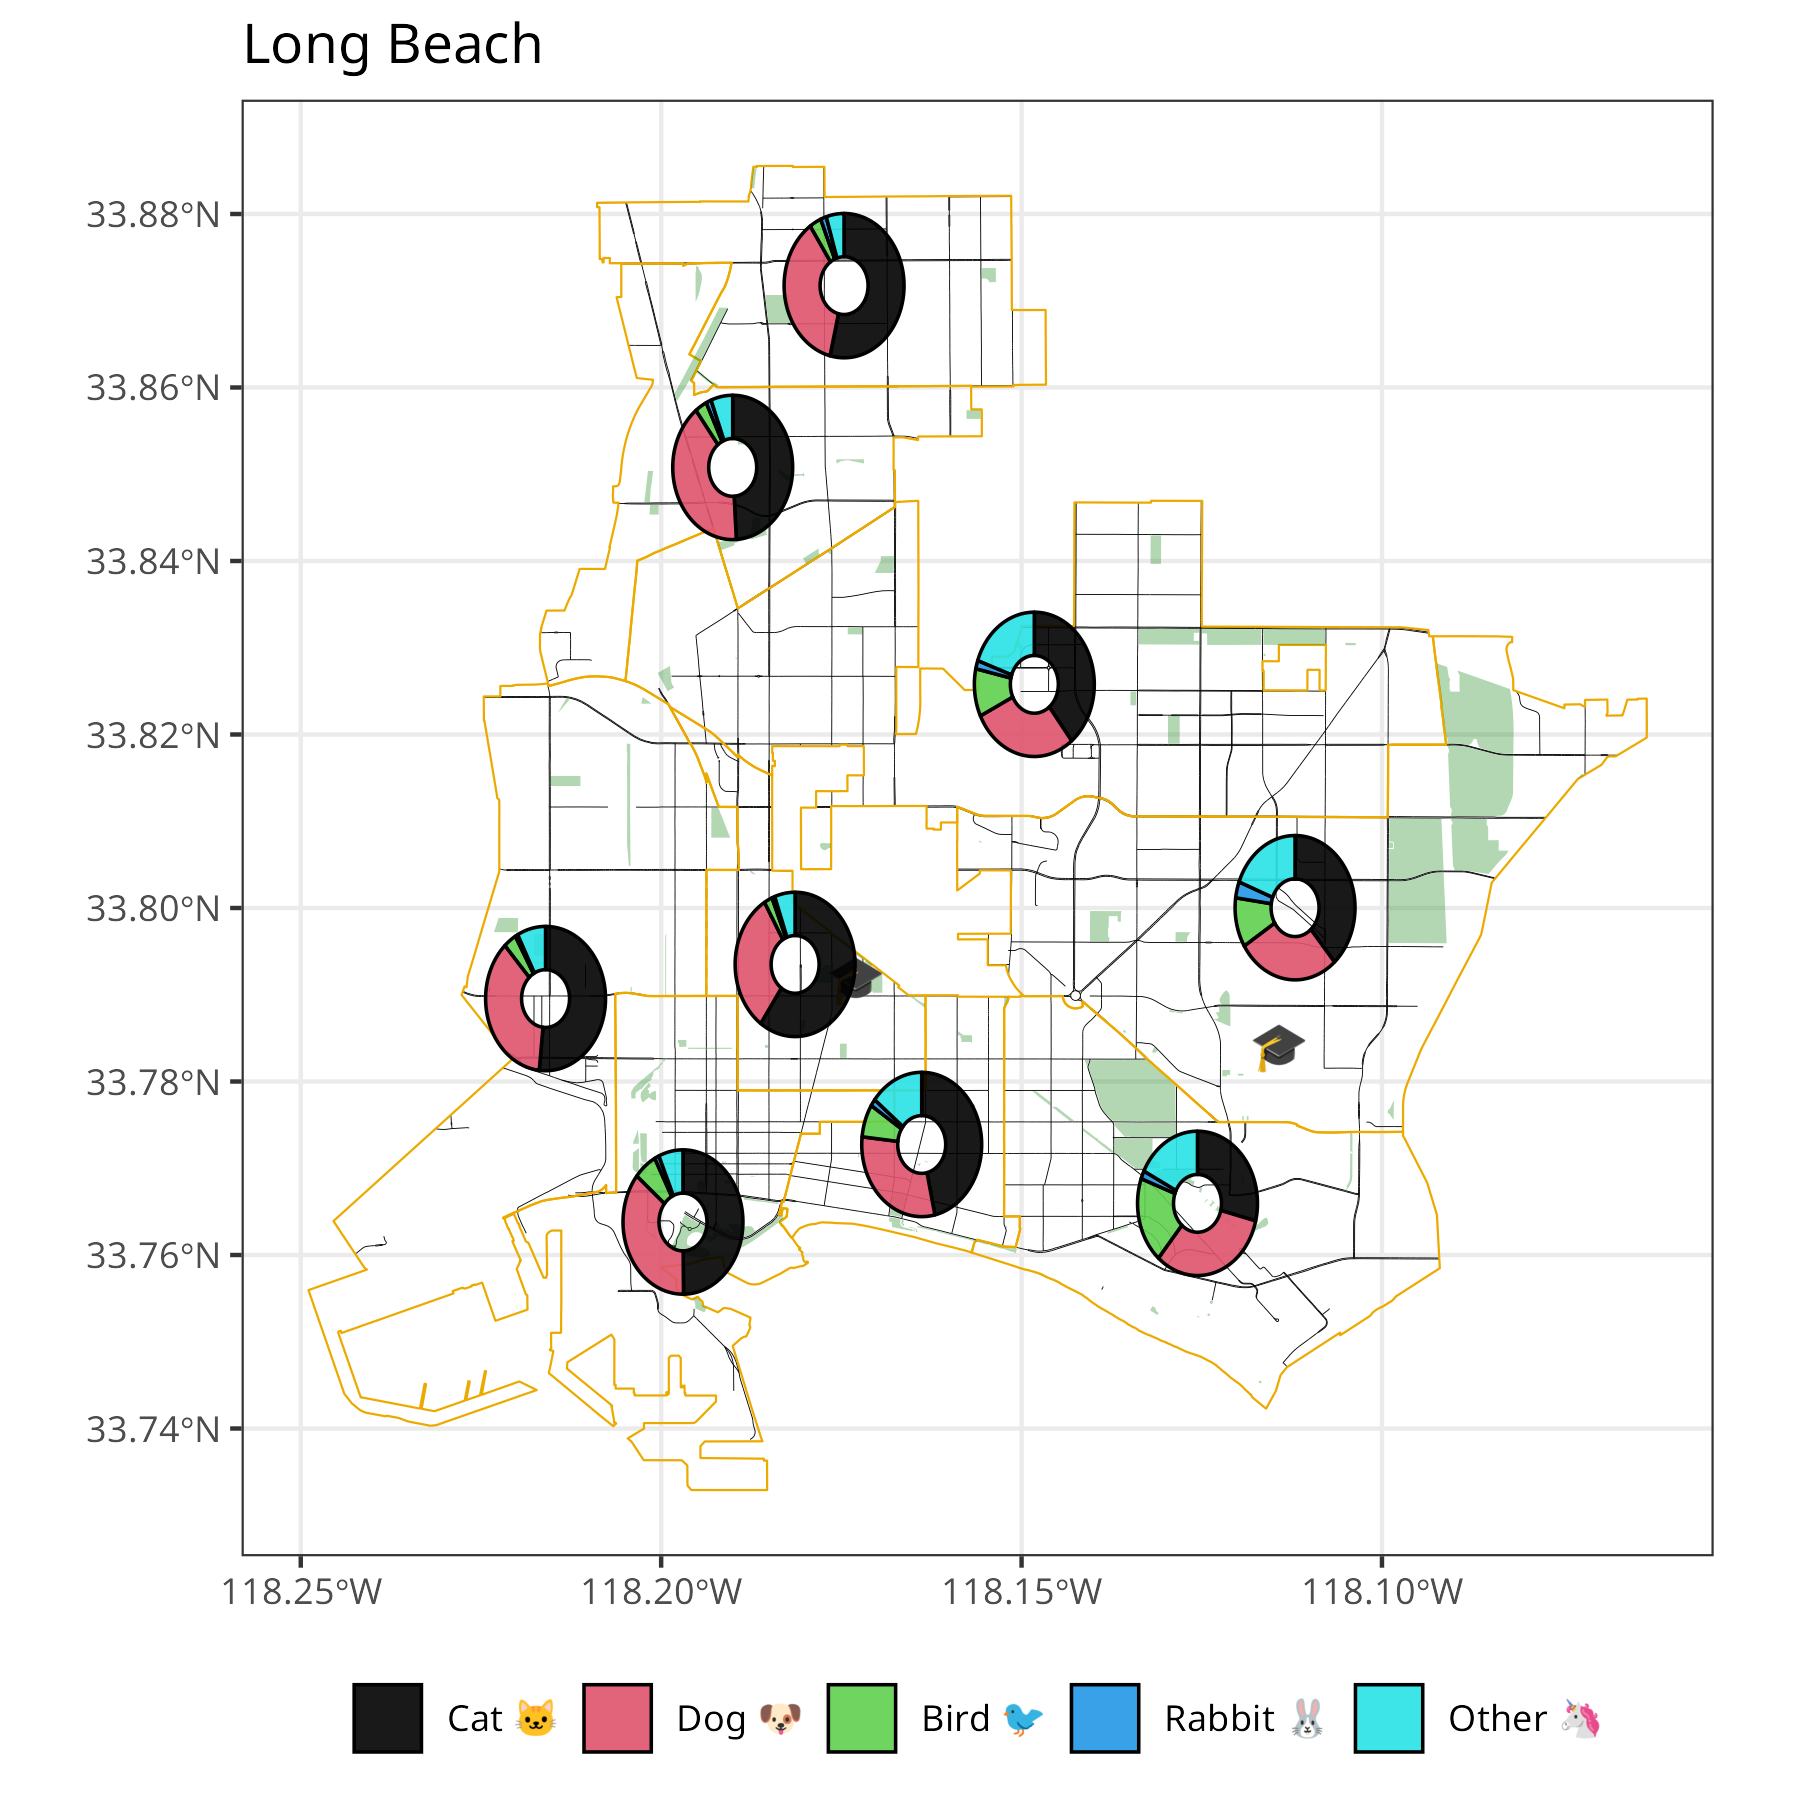 Long Beach
33.88°N
33.86°N
33.84°N
33.82°N
33.80°N
33.78°N
33.76°N
33.74°N
118.25°W 118.20°W 118.15°W 118.10°W
Cat 🐱 Dog 🐶 Bird 🐦 Rabbit 🐰 Other 🦄